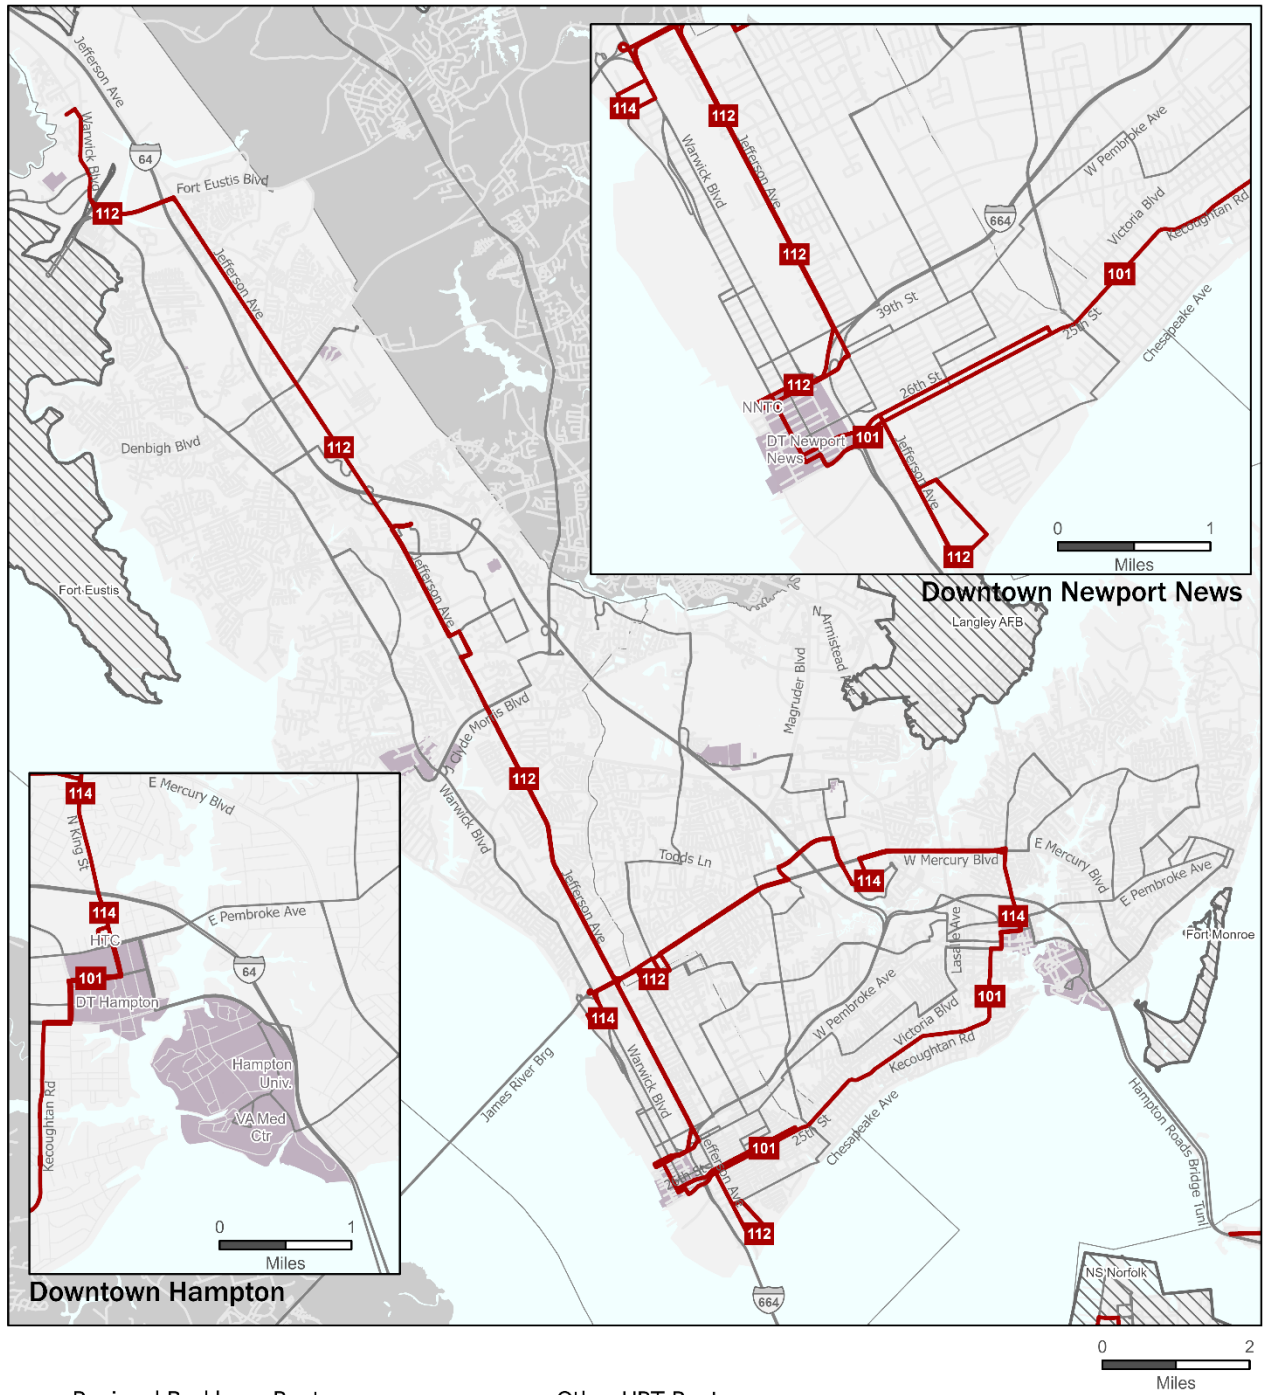 Jefferson Ave
Warwick Blvd
64
Fort Eustis Blvd
112
Jefferson Ave
Denbigh Blvd
112
Fort Eustis
Jefferson Ave
J Clyde Morris Blvd
112
Warwick Blvd
Jefferson Ave
Todds Ln
N Armistead Ave
Magruder Blvd
Langley AFB
W Mercury Blvd
114
E Mercury Blvd
E Pembroke Ave
114
Lasalle Ave
Fort Monroe
112
114
101
W Pembroke Ave
Victoria Blvd
Kecoughtan Rd
James River Brg
Warwick Blvd
101
25th St
Chesapeake Ave
Jefferson Ave
112
Hampton Roads Bridge Tunl
664
NS Norfolk
0 2
Miles
114
112
Warwick Blvd
Jefferson Ave
W Pembroke Ave
664
Victoria Blvd
Kecoughtan Rd
112
101
39th St
25th St
Chesapeake Ave
112
26th St
NNTC
101
DT Newport
News
Jefferson Ave
112
0 1
Miles
Downtown Newport News
114
E Mercury Blvd
N King St
114
E Pembroke Ave
HTC
64
101
DT Hampton
Hampton
Univ.
VA Med
Ctr
Kecoughtan Rd
0 1
Miles
Downtown Hampton